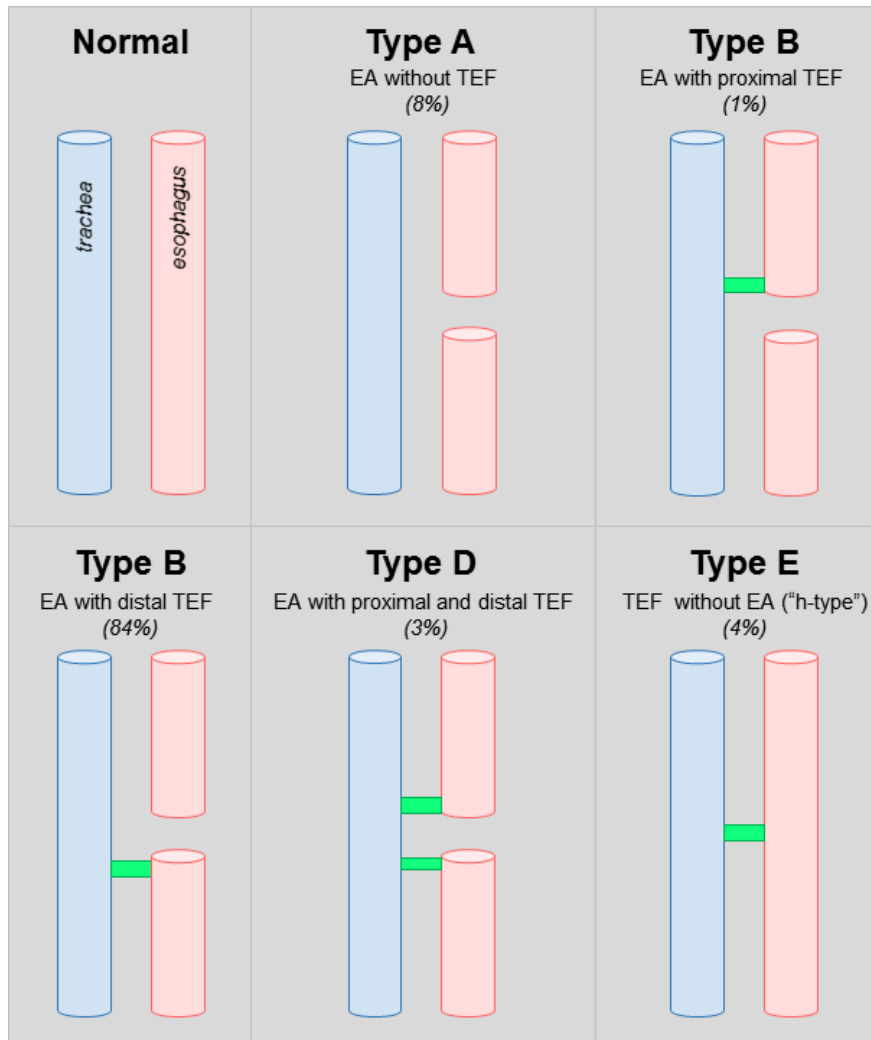 Normal
trachea
esophagus
Type A
EA without TEF
(8%)
Type B
EA with proximal TEF
(1%)
Type B
EA with distal TEF
(84%)
Type D
EA with proximal and distal TEF
(3%)
Type E
TEF without EA (“h-type”)
(4%)